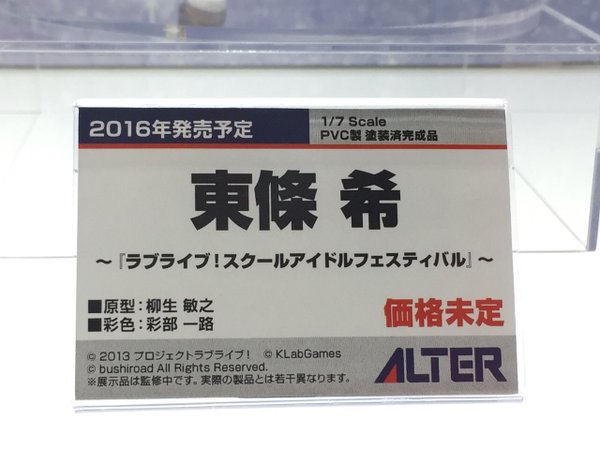 2016年発売予定
1/7 Scale
PVC製 塗装済完成品
東條 希
～『ラブライブ！スクールアイドルフェスティバル』～
■原型：柳生 敏之
■彩色：彩部 一路
価格未定
© 2013 プロジェクトラブライブ！ © KLabGames
© bushiroad All Rights Reserved.
※展示品は監修中です。実際の製品とは若干異なります。
ALTER